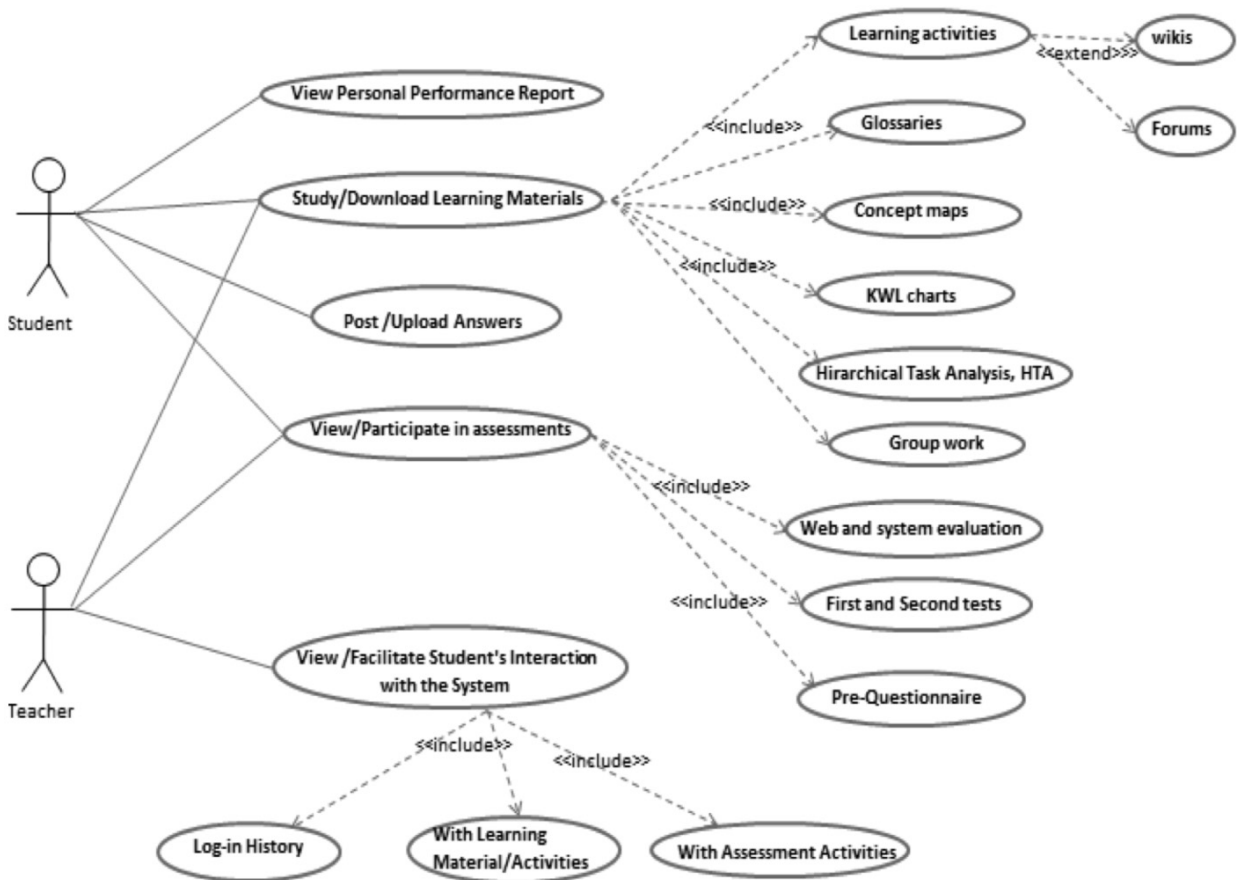 Learning activities
wikis
<<extend>>>
View Personal Performance Report
<<include>>
Glossaries
Forums
Study/Download Learning Materials
<<include>>
Concept maps
<<include>>
KWL charts
Student
Post /Upload Answers
Hirarchical Task Analysis, HTA
View/Participate in assessments
Group work
<<include>>
Web and system evaluation
<<include>>
First and Second tests
View /Facilitate Student's Interaction
with the System
Pre-Questionnaire
Teacher
<<include>>
<<include>>
Log-in History
With Learning
Material/Activities
With Assessment Activities